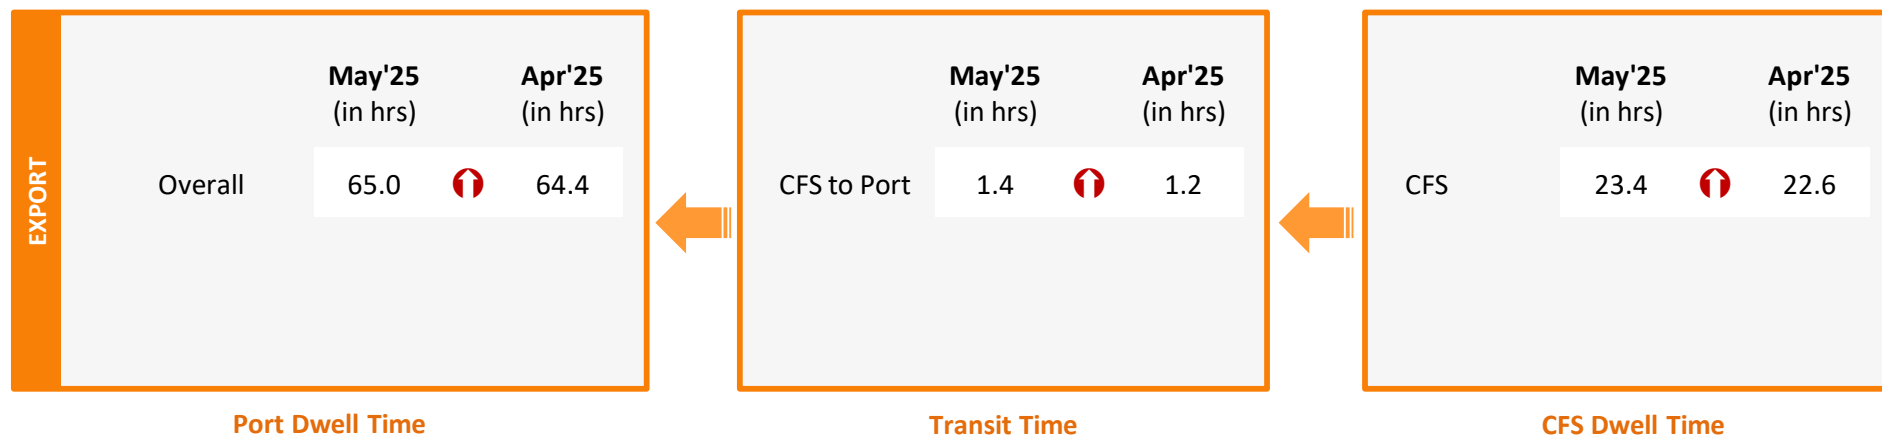 EXPORT
May'25 Apr'25
(in hrs) (in hrs)
Overall 65.0 64.4
Port Dwell Time
May'25 Apr'25
(in hrs) (in hrs)
CFS to Port 1.4 1.2
Transit Time
May'25 Apr'25
(in hrs) (in hrs)
CFS 23.4 22.6
CFS Dwell Time